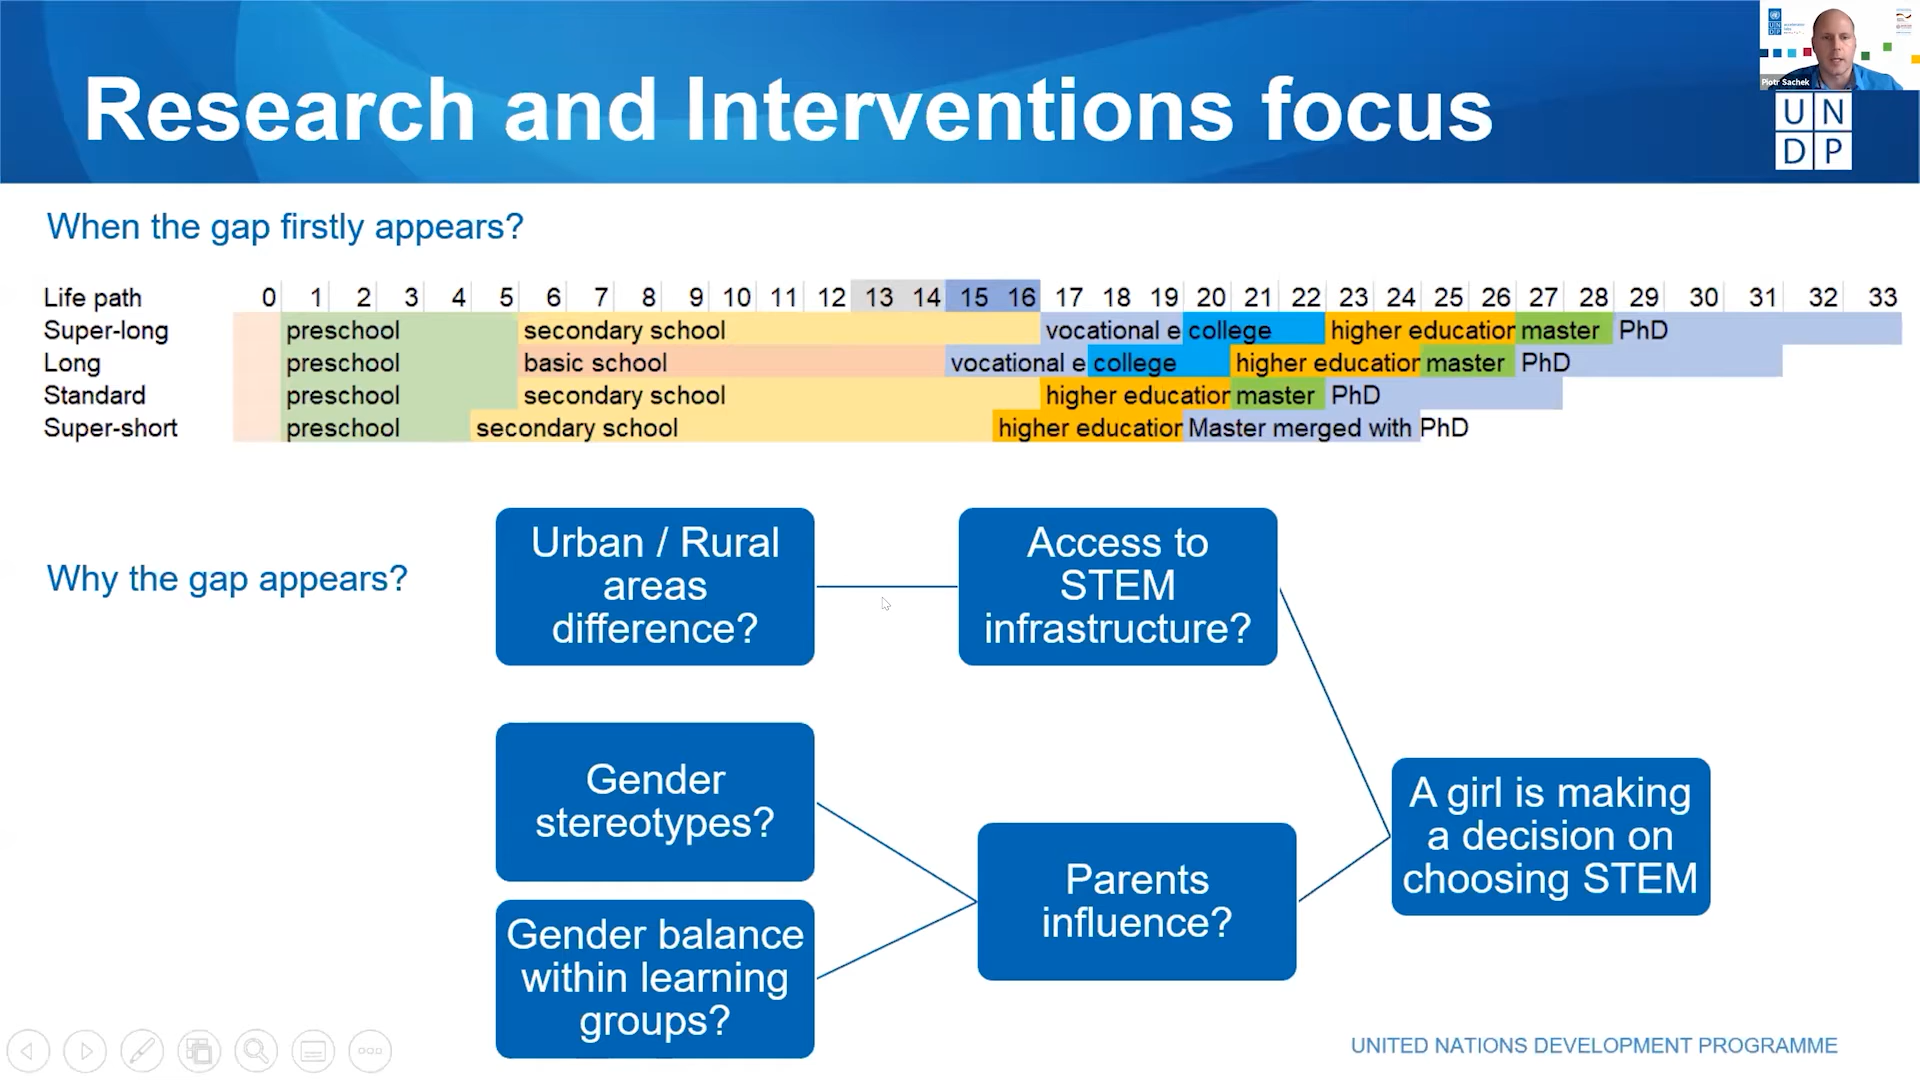 Research and Interventions focus
Piotr Sachek
UN
DP
When the gap firstly appears?
Life path 0 1 2 3 4 5 6 7 8 9 10 11 12 13 14 15 16 17 18 19 20 21 22 23 24 25 26 27 28 29 30 31 32 33
Super-long preschool secondary school vocational e college higher education master PhD
Long preschool basic school vocational e college higher education master PhD
Standard preschool secondary school higher education master PhD
Super-short preschool secondary school higher education Master merged with PhD
Why the gap appears?
Urban / Rural
areas
difference?
Access to
STEM
infrastructure?
Gender
stereotypes?
Gender balance
within learning
groups?
Parents
influence?
A girl is making
a decision on
choosing STEM
UNITED NATIONS DEVELOPMENT PROGRAMME